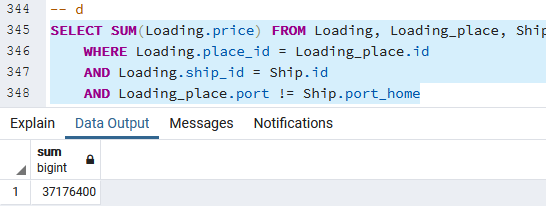 344 -- d
345 SELECT SUM(Loading.price) FROM Loading, Loading_place, Ship
346 WHERE Loading.place_id = Loading_place.id
347 AND Loading.ship_id = Ship.id
348 AND Loading_place.port != Ship.port_home
Explain Data Output Messages Notifications
sum
bigint
1 37176400